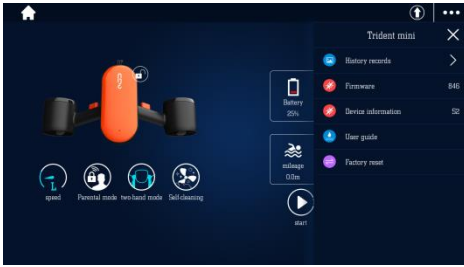 Trident mini
History records
Firmware 846
Device information 52
User guide
Factory reset
Battery
25%
mileage
0.0m
start
L
speed
Parental mode
two-hand mode
Self-cleaning